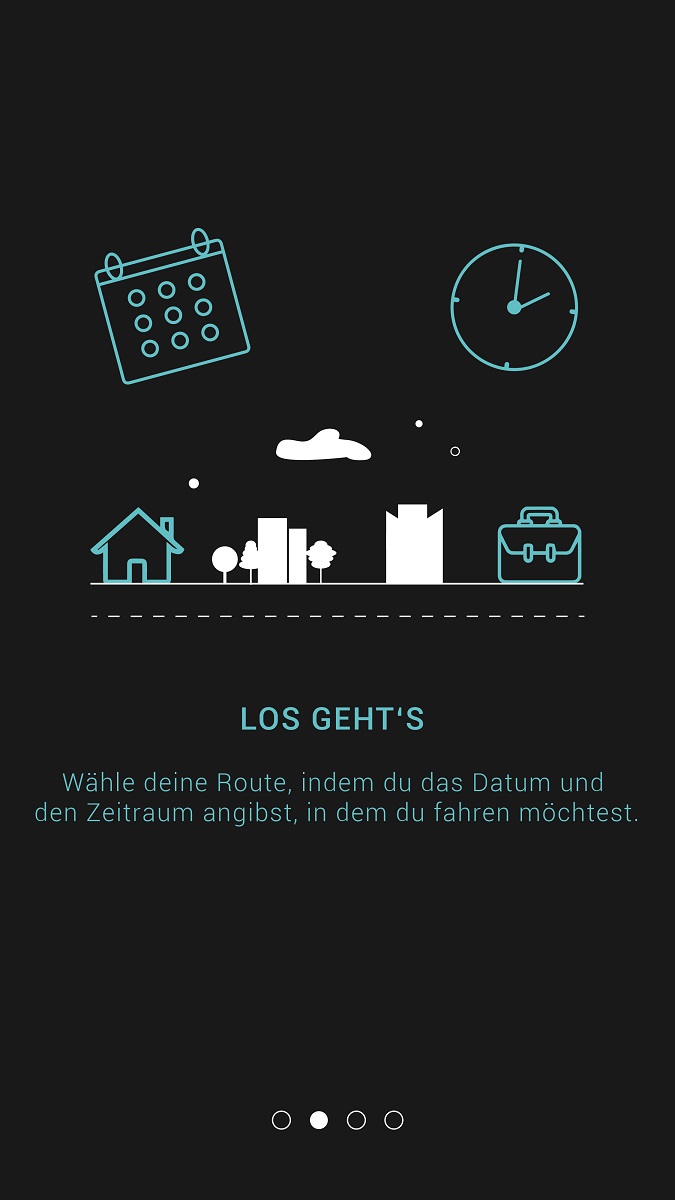 LOS GEHT‘S
Wähle deine Route, indem du das Datum und
den Zeitraum angibst, in dem du fahren möchtest.